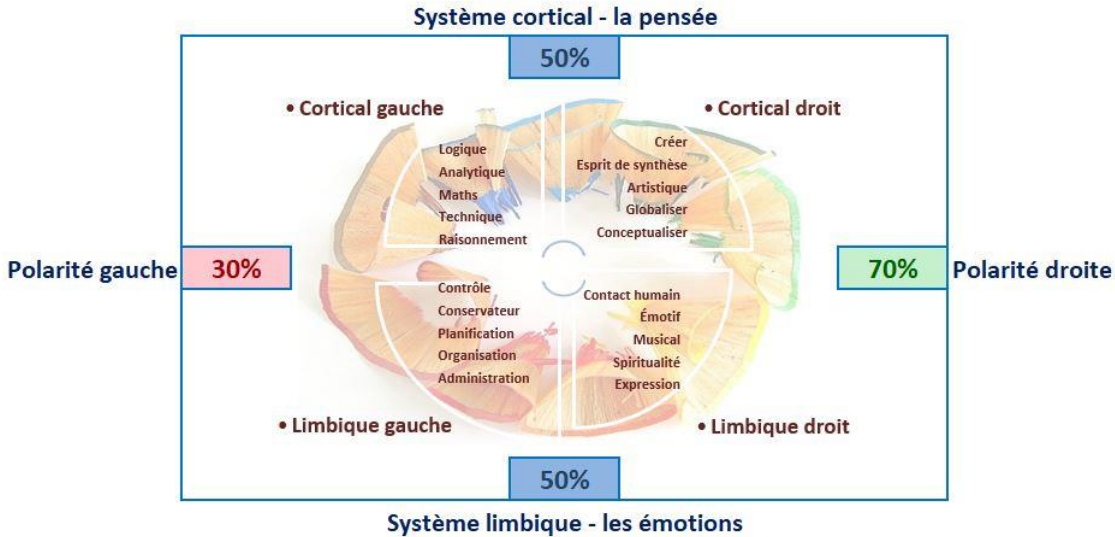 Système cortical - la pensée
50%
• Cortical gauche
• Cortical droit
Logique
Analytique
Maths
Technique
Raisonnement
Créer
Esprit de synthèse
Artistique
Globaliser
Conceptualiser
Polarité gauche
30%
70%
Polarité droite
Contrôle
Conservateur
Planification
Organisation
Administration
Contact humain
Émotif
Musical
Spiritualité
Expression
• Limbique gauche
• Limbique droit
50%
Système limbique - les émotions